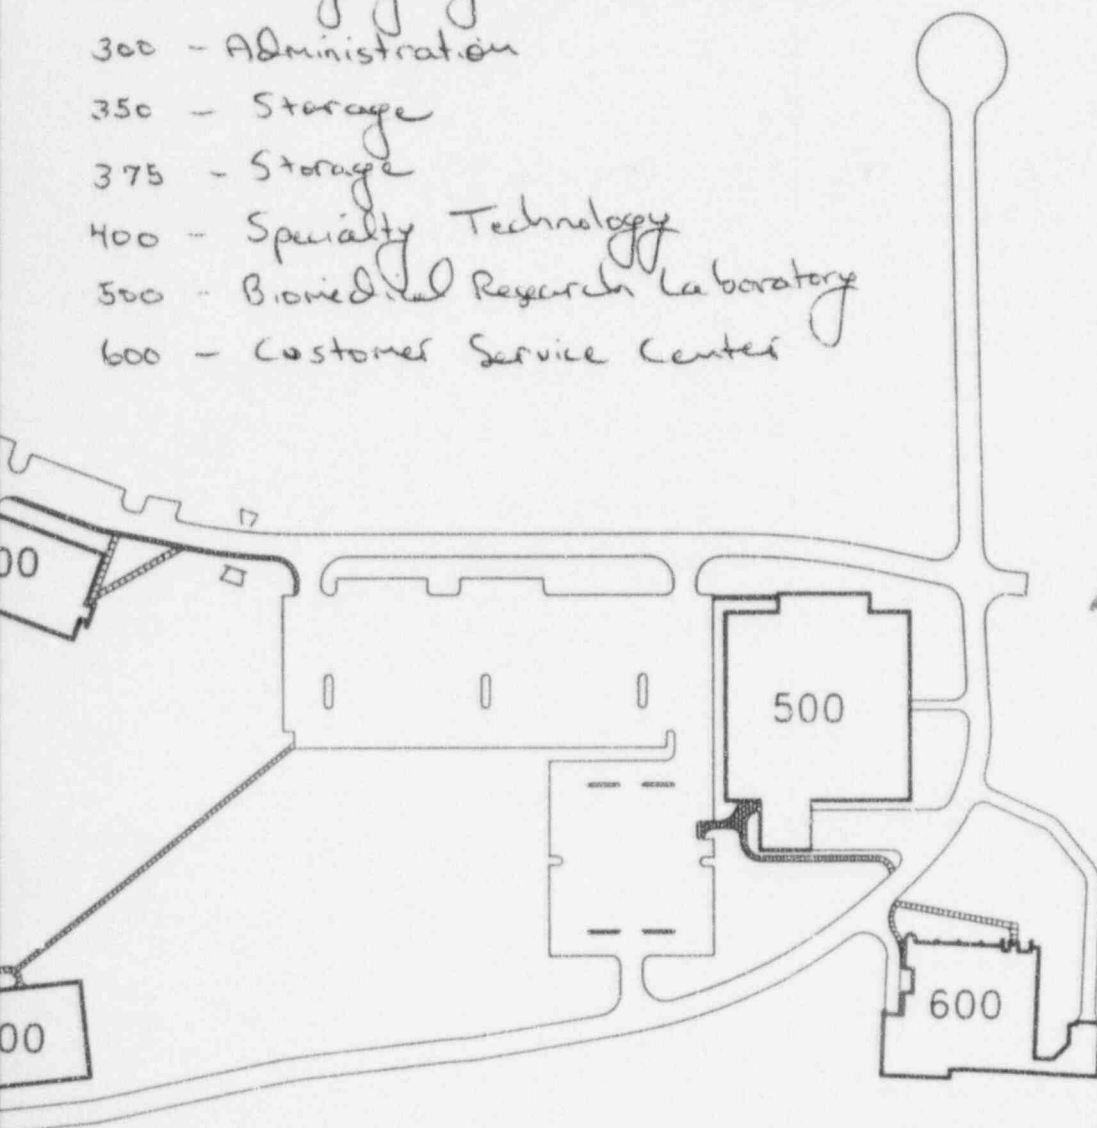 300 - Administration
350 - Storage
375 - Storage
400 - Specialty Technology
500 - Biomedical Research Laboratory
600 - Customer Service Center
00
500
600
00